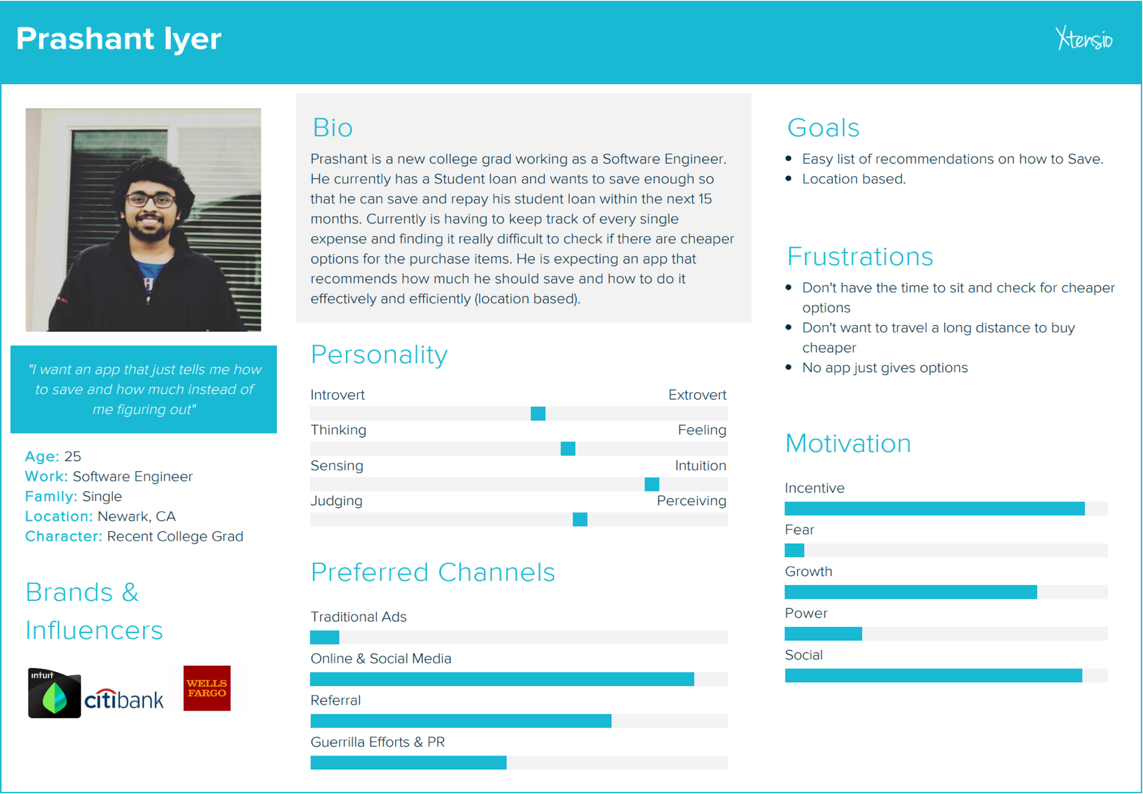 Prashant Iyer
Xtensio
"I want an app that just tells me how
to save and how much instead of
me figuring out"
Age: 25
Work: Software Engineer
Family: Single
Location: Newark, CA
Character: Recent College Grad
Brands &
Influencers
intuit
citibank
WELLS
FARGO
Bio
Prashant is a new college grad working as a Software Engineer.
He currently has a Student loan and wants to save enough so
that he can save and repay his student loan within the next 15
months. Currently is having to keep track of every single
expense and finding it really difficult to check if there are cheaper
options for the purchase items. He is expecting an app that
recommends how much he should save and how to do it
effectively and efficiently (location based).
Personality
Introvert Extrovert
Thinking Feeling
Sensing Intuition
Judging Perceiving
Preferred Channels
Traditional Ads
Online & Social Media
Referral
Guerrilla Efforts & PR
Goals
• Easy list of recommendations on how to Save.
• Location based.
Frustrations
• Don't have the time to sit and check for cheaper
options
• Don't want to travel a long distance to buy
cheaper
• No app just gives options
Motivation
Incentive
Fear
Growth
Power
Social